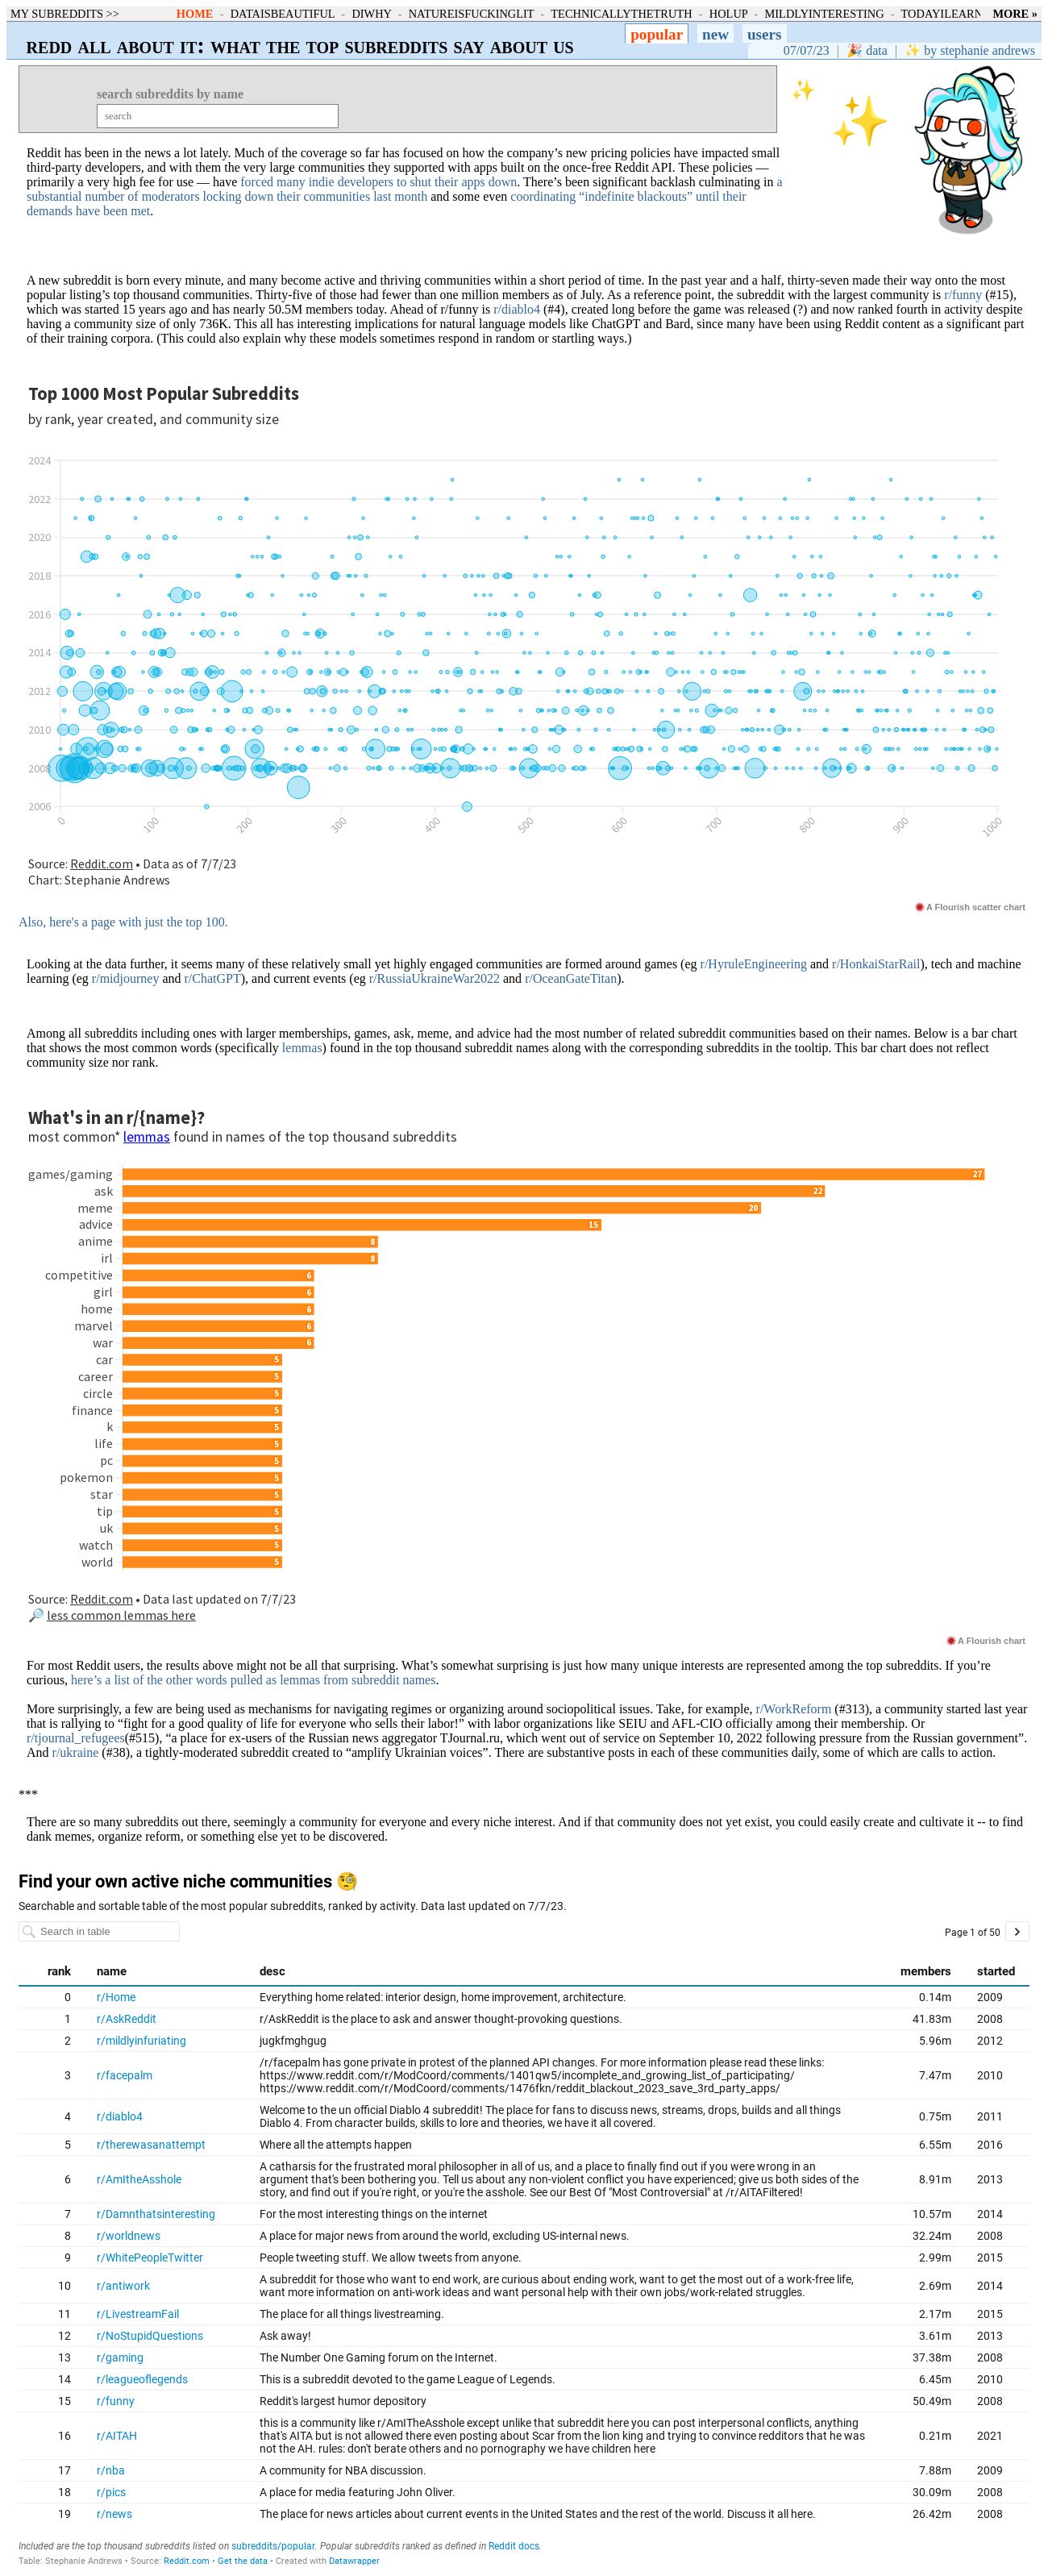 MY SUBREDDITS >> HOME - DATAISBEAUTIFUL - DIWHY - NATUREISFUCKINGLIT - TECHNICALLYTHETRUTH - HOLUP - MILDLYINTERESTING - TODAYILEARN MORE »
redd all about it: what the top subreddits say about us
popular new users
07/07/23 | 🎉 data | ✨ by stephanie andrews
search subreddits by name
search
Reddit has been in the news a lot lately. Much of the coverage so far has focused on how the company’s new pricing policies have impacted small
third-party developers, and with them the very large communities they supported with apps built on the once-free Reddit API. These policies —
primarily a very high fee for use — have forced many indie developers to shut their apps down. There’s been significant backlash culminating in a
substantial number of moderators locking down their communities last month and some even coordinating “indefinite blackouts” until their
demands have been met.
A new subreddit is born every minute, and many become active and thriving communities within a short period of time. In the past year and a half, thirty-seven made their way onto the most
popular listing’s top thousand communities. Thirty-five of those had fewer than one million members as of July. As a reference point, the subreddit with the largest community is r/funny (#15),
which was started 15 years ago and has nearly 50.5M members today. Ahead of r/funny is r/diablo4 (#4), created long before the game was released (?) and now ranked fourth in activity despite
having a community size of only 736K. This all has interesting implications for natural language models like ChatGPT and Bard, since many have been using Reddit content as a significant part
of their training corpora. (This could also explain why these models sometimes respond in random or startling ways.)
Top 1000 Most Popular Subreddits
by rank, year created, and community size
2024
2022
2020
2018
2016
2014
2012
2010
2008
2006
0 100 200 300 400 500 600 700 800 900 1000
Source: Reddit.com • Data as of 7/7/23
Chart: Stephanie Andrews
A Flourish scatter chart
Also, here's a page with just the top 100.
Looking at the data further, it seems many of these relatively small yet highly engaged communities are formed around games (eg r/HyruleEngineering and r/HonkaiStarRail), tech and machine
learning (eg r/midjourney and r/ChatGPT), and current events (eg r/RussiaUkraineWar2022 and r/OceanGateTitan).
Among all subreddits including ones with larger memberships, games, ask, meme, and advice had the most number of related subreddit communities based on their names. Below is a bar chart
that shows the most common words (specifically lemmas) found in the top thousand subreddit names along with the corresponding subreddits in the tooltip. This bar chart does not reflect
community size nor rank.
What's in an r/{name}?
most common* lemmas found in names of the top thousand subreddits
games/gaming 27
ask 22
meme 20
advice 15
anime 8
irl 8
competitive 6
girl 6
home 6
marvel 6
war 6
car 5
career 5
circle 5
finance 5
k 5
life 5
pc 5
pokemon 5
star 5
tip 5
uk 5
watch 5
world 5
Source: Reddit.com • Data last updated on 7/7/23
🔎 less common lemmas here
A Flourish chart
For most Reddit users, the results above might not be all that surprising. What’s somewhat surprising is just how many unique interests are represented among the top subreddits. If you’re
curious, here’s a list of the other words pulled as lemmas from subreddit names.
More surprisingly, a few are being used as mechanisms for navigating regimes or organizing around sociopolitical issues. Take, for example, r/WorkReform (#313), a community started last year
that is rallying to “fight for a good quality of life for everyone who sells their labor!” with labor organizations like SEIU and AFL-CIO officially among their membership. Or
r/tjournal_refugees(#515), “a place for ex-users of the Russian news aggregator TJournal.ru, which went out of service on September 10, 2022 following pressure from the Russian government”.
And r/ukraine (#38), a tightly-moderated subreddit created to “amplify Ukrainian voices”. There are substantive posts in each of these communities daily, some of which are calls to action.
***
There are so many subreddits out there, seemingly a community for everyone and every niche interest. And if that community does not yet exist, you could easily create and cultivate it -- to find
dank memes, organize reform, or something else yet to be discovered.
Find your own active niche communities 🧐
Searchable and sortable table of the most popular subreddits, ranked by activity. Data last updated on 7/7/23.
Search in table
Page 1 of 50
rank name desc members started
0 r/Home Everything home related: interior design, home improvement, architecture. 0.14m 2009
1 r/AskReddit r/AskReddit is the place to ask and answer thought-provoking questions. 41.83m 2008
2 r/mildlyinfuriating jugkfmghgug 5.96m 2012
/r/facepalm has gone private in protest of the planned API changes. For more information please read these links:
3 r/facepalm https://www.reddit.com/r/ModCoord/comments/1401qw5/incomplete_and_growing_list_of_participating/ 7.47m 2010
https://www.reddit.com/r/ModCoord/comments/1476fkn/reddit_blackout_2023_save_3rd_party_apps/
4 r/diablo4 Welcome to the un official Diablo 4 subreddit! The place for fans to discuss news, streams, drops, builds and all things 0.75m 2011
Diablo 4. From character builds, skills to lore and theories, we have it all covered.
5 r/therewasanattempt Where all the attempts happen 6.55m 2016
A catharsis for the frustrated moral philosopher in all of us, and a place to finally find out if you were wrong in an
6 r/AmItheAsshole argument that's been bothering you. Tell us about any non-violent conflict you have experienced; give us both sides of the 8.91m 2013
story, and find out if you're right, or you're the asshole. See our Best Of "Most Controversial" at /r/AITAFiltered!
7 r/Damnthatsinteresting For the most interesting things on the internet 10.57m 2014
8 r/worldnews A place for major news from around the world, excluding US-internal news. 32.24m 2008
9 r/WhitePeopleTwitter People tweeting stuff. We allow tweets from anyone. 2.99m 2015
10 r/antiwork A subreddit for those who want to end work, are curious about ending work, want to get the most out of a work-free life, 2.69m 2014
want more information on anti-work ideas and want personal help with their own jobs/work-related struggles.
11 r/LivestreamFail The place for all things livestreaming. 2.17m 2015
12 r/NoStupidQuestions Ask away! 3.61m 2013
13 r/gaming The Number One Gaming forum on the Internet. 37.38m 2008
14 r/leagueoflegends This is a subreddit devoted to the game League of Legends. 6.45m 2010
15 r/funny Reddit's largest humor depository 50.49m 2008
this is a community like r/AmITheAsshole except unlike that subreddit here you can post interpersonal conflicts, anything
16 r/AITAH that's AITA but is not allowed there even posting about Scar from the lion king and trying to convince redditors that he was 0.21m 2021
not the AH. rules: don't berate others and no pornography we have children here
17 r/nba A community for NBA discussion. 7.88m 2009
18 r/pics A place for media featuring John Oliver. 30.09m 2008
19 r/news The place for news articles about current events in the United States and the rest of the world. Discuss it all here. 26.42m 2008
Included are the top thousand subreddits listed on subreddits/popular. Popular subreddits ranked as defined in Reddit docs.
Table: Stephanie Andrews • Source: Reddit.com • Get the data • Created with Datawrapper